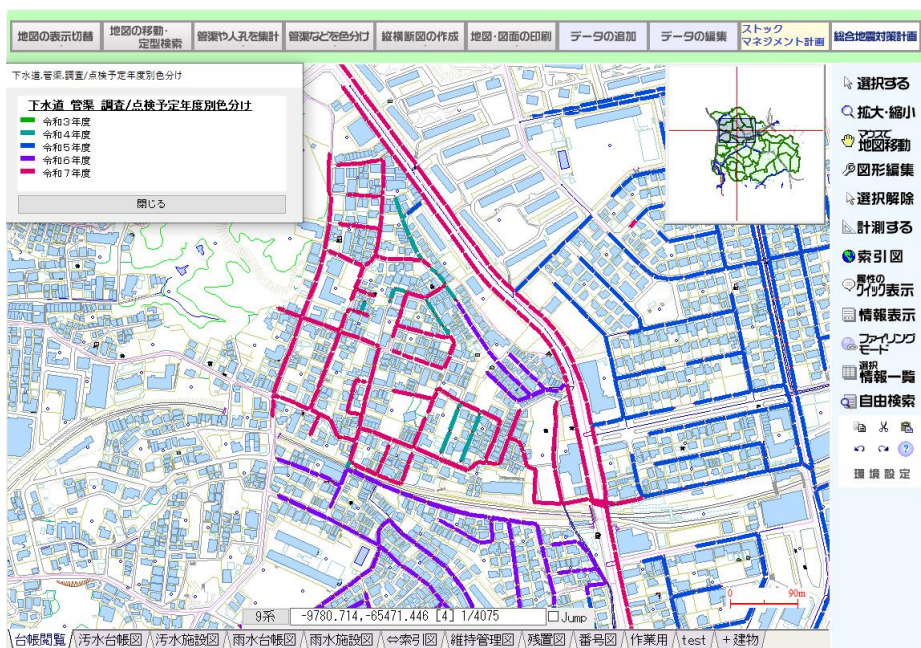 地図の表示切替
地図の移動・
定型検索
管渠や人孔を集計
管渠などを色分け
縦横断図の作成
地図・図面の印刷
データの追加
データの編集
ストック
マネジメント計画
総合地震対策計画
下水道.管渠.調査/点検予定年度別色分け
下水道 管渠 調査/点検予定年度別色分け
令和3年度
令和4年度
令和5年度
令和6年度
令和7年度
閉じる
選択する
拡大・縮小
マウスで
地図移動
図形編集
選択解除
計測する
索引図
属性の
クイック表示
情報表示
ファイリング
モード
選択
情報一覧
自由検索
環境設定
0 90m
9系 -9780.714,-65471.446 [4] 1/4075 Jump
台帳閲覧 汚水台帳図 汚水施設図 雨水台帳図 雨水施設図 ⇔索引図 維持管理図 残置図 番号図 作業用 test +建物